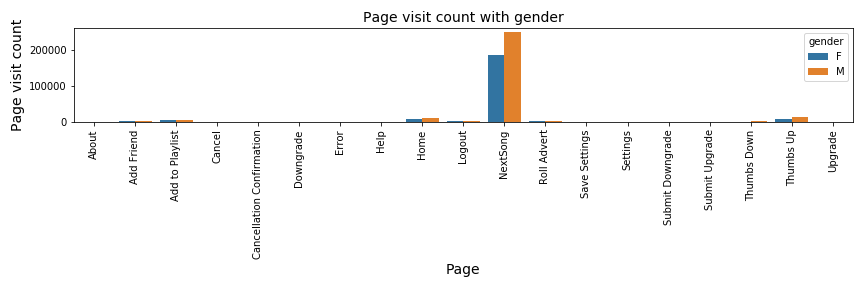 Page visit count with gender
Page visit count
200000
100000
0
gender
F
M
About
Add Friend
Add to Playlist
Cancel
Cancellation Confirmation
Downgrade
Error
Help
Home
Logout
NextSong
Roll Advert
Save Settings
Settings
Submit Downgrade
Submit Upgrade
Thumbs Down
Thumbs Up
Upgrade
Page